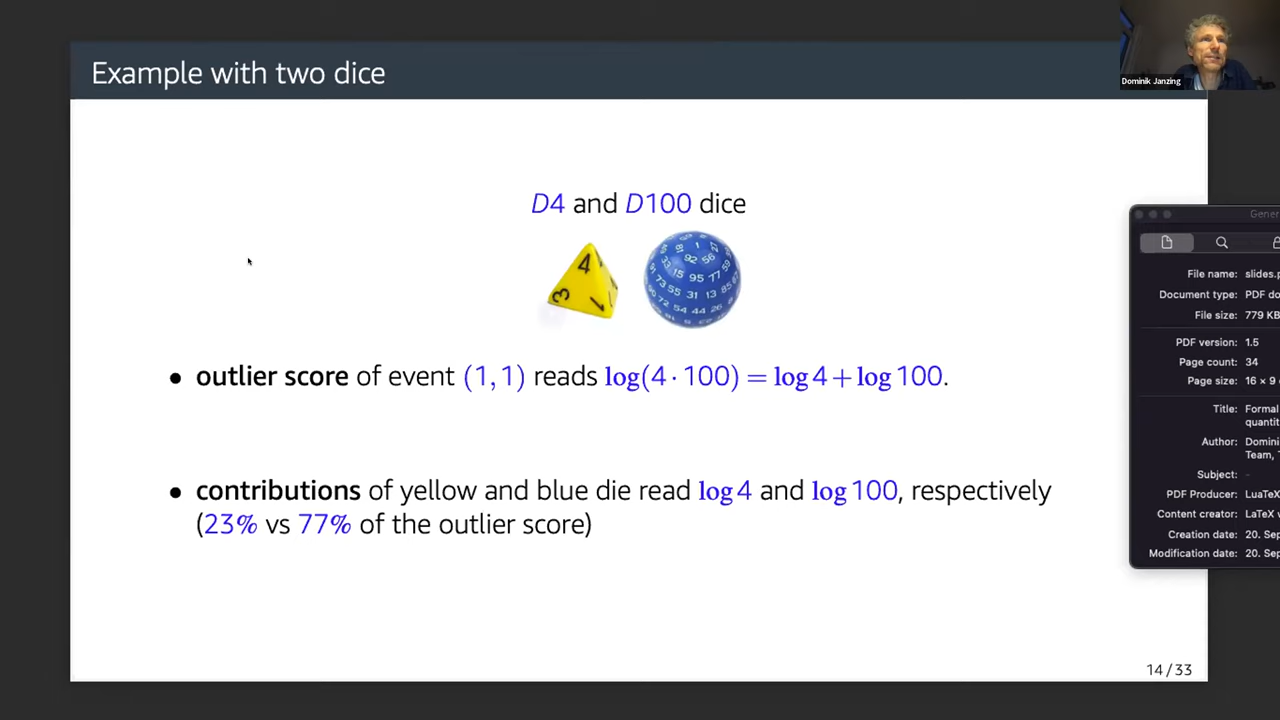 Example with two dice
Dominik Janzing
D4 and D100 dice
• outlier score of event (1, 1) reads log(4 · 100) = log 4 + log 100.
• contributions of yellow and blue die read log 4 and log 100, respectively
(23% vs 77% of the outlier score)
14 / 33
Gener
File name: slides.p
Document type: PDF do
File size: 779 KB
PDF version: 1.5
Page count: 34
Page size: 16 × 9
Title: Formal
quantit
Author: Domini
Team, T
Subject: -
PDF Producer: LuaTeX
Content creator: LaTeX
Creation date: 20. Sep
Modification date: 20. Sep